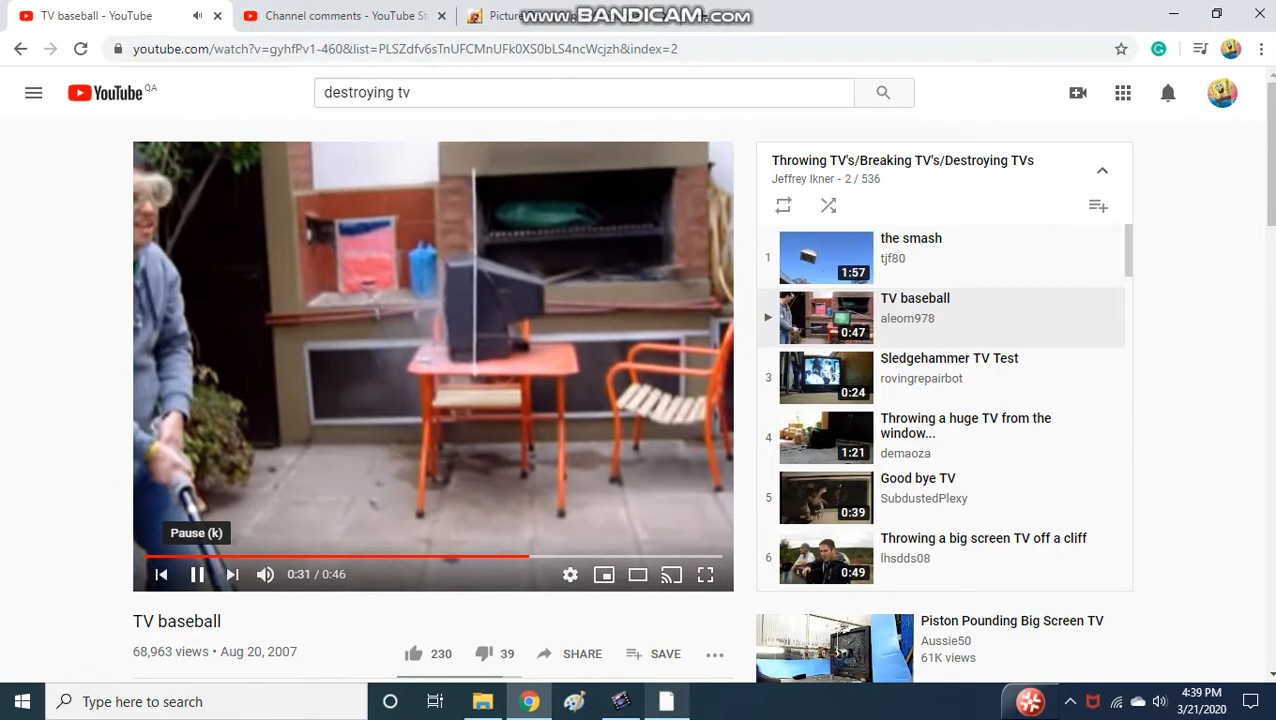 www.BANDICAM.com
TV baseball - YouTube
Channel comments - YouTube St
Picture
youtube.com/watch?v=gyhfPv1-460&list=PLSZdfv6sTnUFCMnUFk0XS0bLS4ncWcjzh&index=2
YouTube QA
destroying tv
Throwing TV's/Breaking TV's/Destroying TVs
Jeffrey Ikner - 2 / 536
1
the smash
tjf80
1:57
TV baseball
aleom978
0:47
3
Sledgehammer TV Test
rovingrepairbot
0:24
4
Throwing a huge TV from the
window...
demaoza
1:21
5
Good bye TV
SubdustedPlexy
0:39
6
Throwing a big screen TV off a cliff
lhsdds08
0:49
Pause (k)
0:31 / 0:46
TV baseball
68,963 views • Aug 20, 2007
230
39
SHARE
SAVE
Piston Pounding Big Screen TV
Aussie50
61K views
Type here to search
4:39 PM
3/21/2020